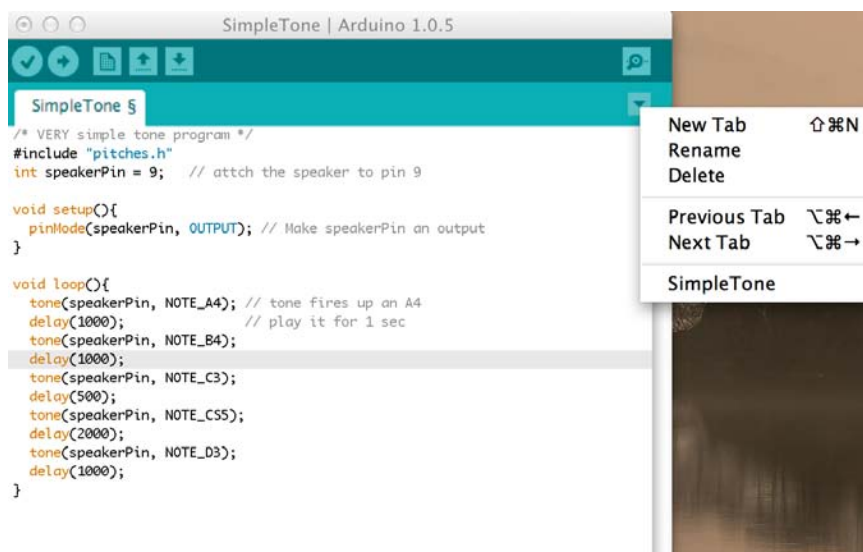 SimpleTone | Arduino 1.0.5
SimpleTone §
/* VERY simple tone program */
#include "pitches.h"
int speakerPin = 9;   // attch the speaker to pin 9
void setup(){
  pinMode(speakerPin, OUTPUT); // Make speakerPin an output
}
void loop(){
  tone(speakerPin, NOTE_A4); // tone fires up an A4
  delay(1000);               // play it for 1 sec
  tone(speakerPin, NOTE_B4);
  delay(1000);
  tone(speakerPin, NOTE_C3);
  delay(500);
  tone(speakerPin, NOTE_CS5);
  delay(2000);
  tone(speakerPin, NOTE_D3);
  delay(1000);
}
New Tab ⇧⌘N
Rename
Delete
Previous Tab ⌥⌘←
Next Tab ⌥⌘→
SimpleTone